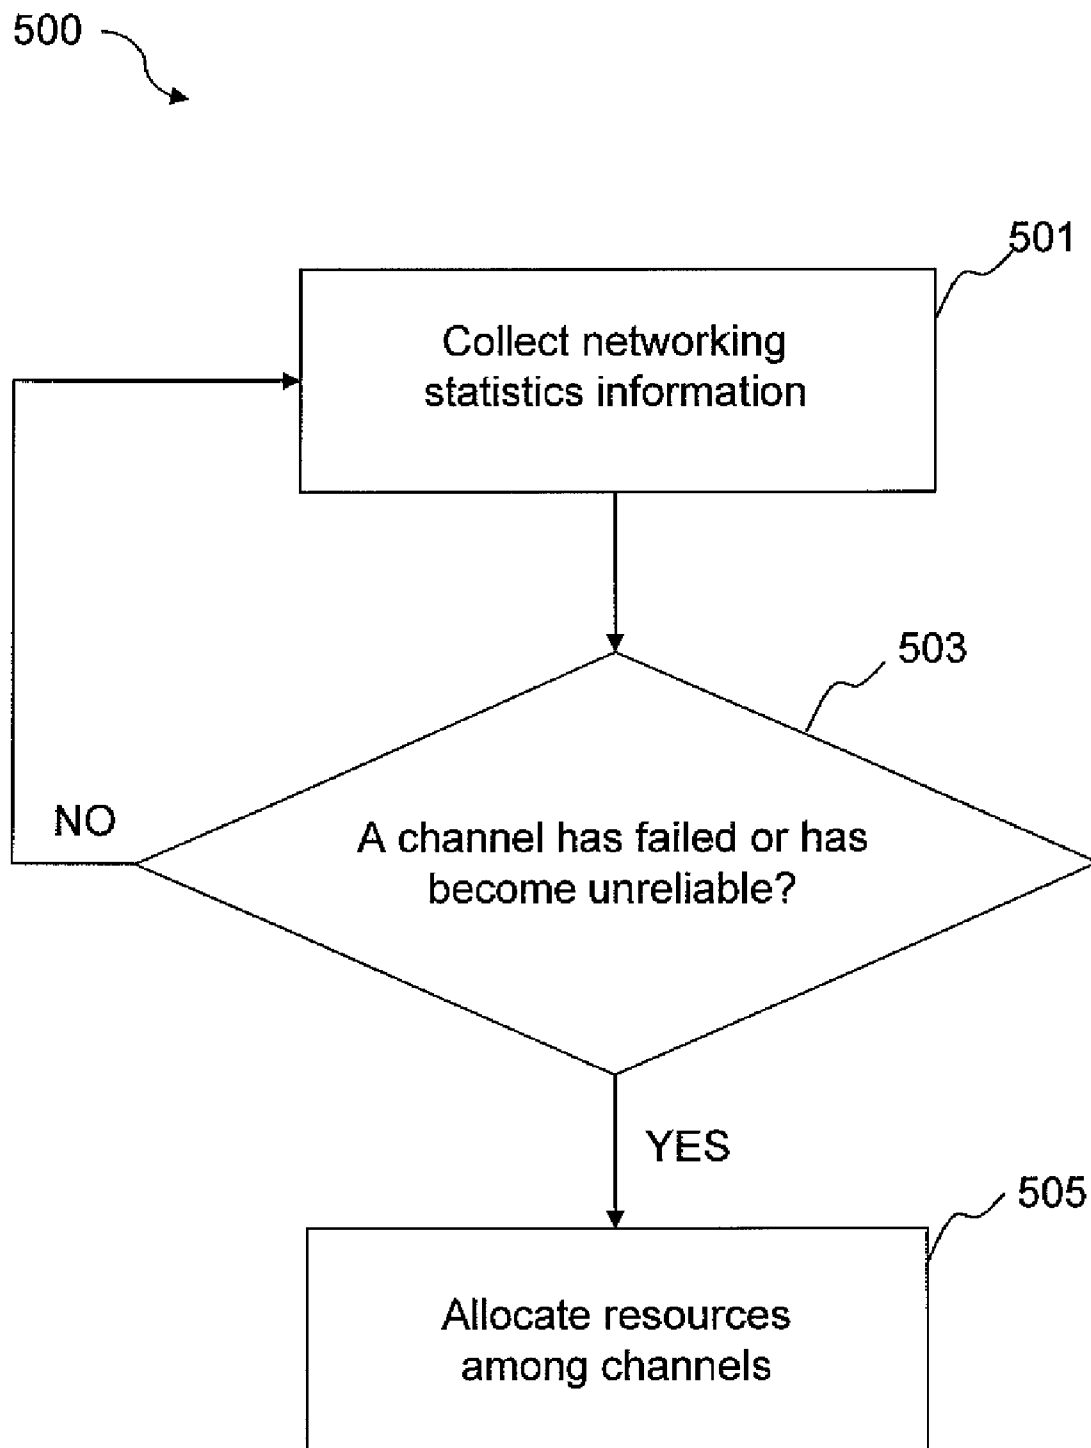 500
501
Collect networking
statistics information
503
NO
A channel has failed or has
become unreliable?
YES
505
Allocate resources
among channels